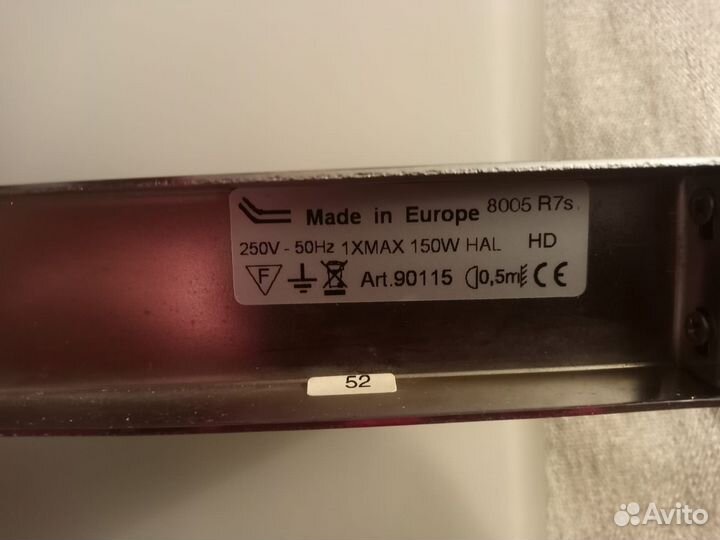 Made in Europe 8005 R7s
250V - 50Hz 1XMAX 150W HAL HD
F Art.90115 0,5m CE
52
Avito